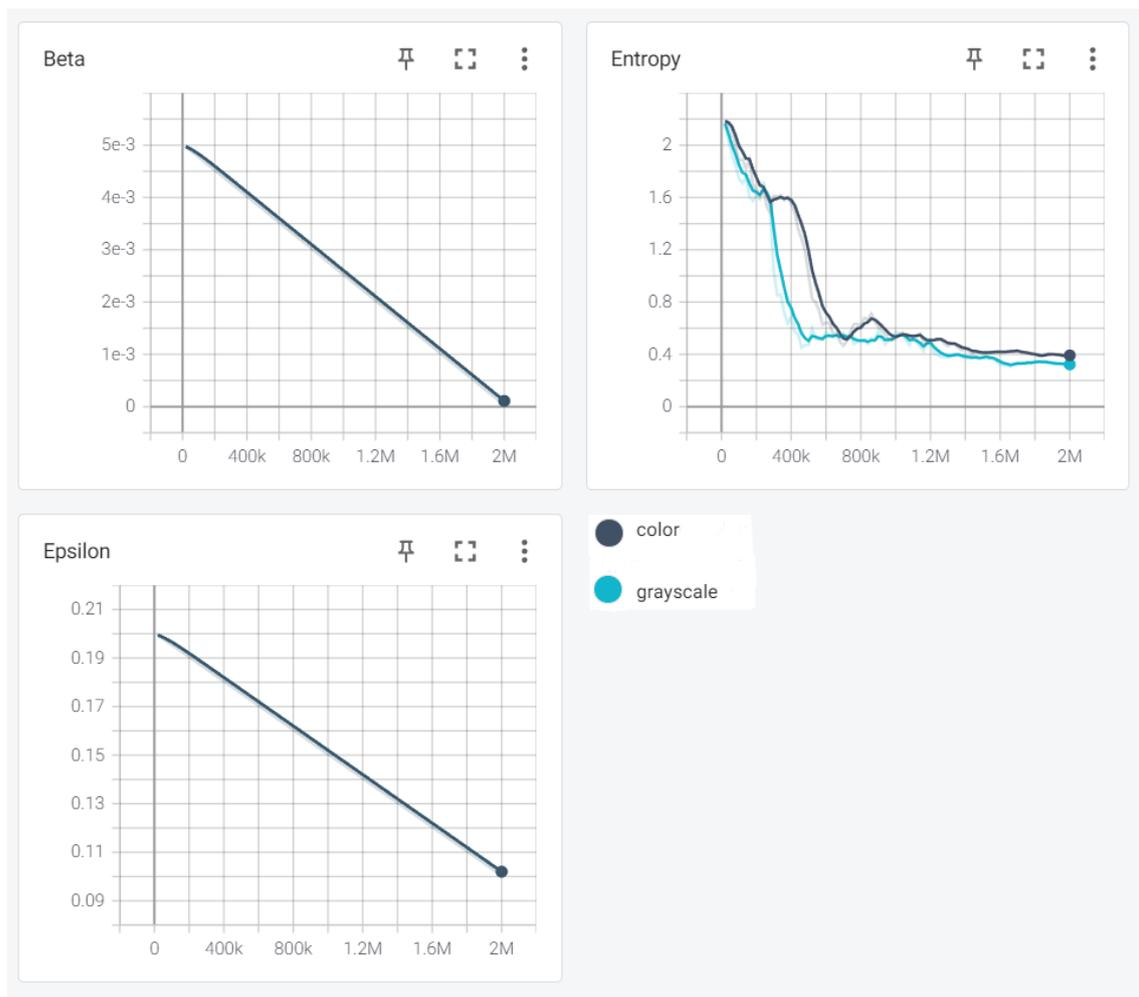 Beta
5e-3
4e-3
3e-3
2e-3
1e-3
0
0 400k 800k 1.2M 1.6M 2M
Entropy
2
1.6
1.2
0.8
0.4
0
0 400k 800k 1.2M 1.6M 2M
Epsilon
0.21
0.19
0.17
0.15
0.13
0.11
0.09
0 400k 800k 1.2M 1.6M 2M
color
grayscale